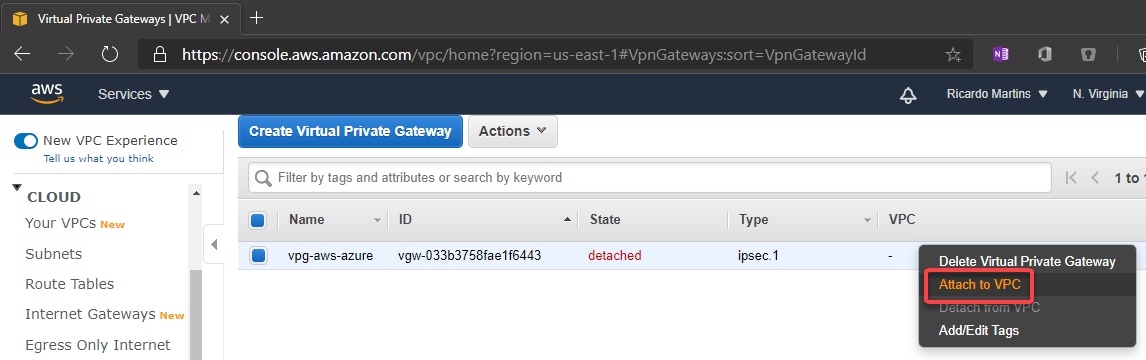 Virtual Private Gateways | VPC M
https://console.aws.amazon.com/vpc/home?region=us-east-1#VpnGateways:sort=VpnGatewayId
aws Services Ricardo Martins N. Virginia
New VPC Experience
Tell us what you think
Create Virtual Private Gateway Actions
Filter by tags and attributes or search by keyword 1 to 1
CLOUD
Your VPCs New
Subnets
Route Tables
Internet Gateways New
Egress Only Internet
Name ID State Type VPC
vpg-aws-azure vgw-033b3758fae1f6443 detached ipsec.1 -
Delete Virtual Private Gateway
Attach to VPC
Detach from VPC
Add/Edit Tags